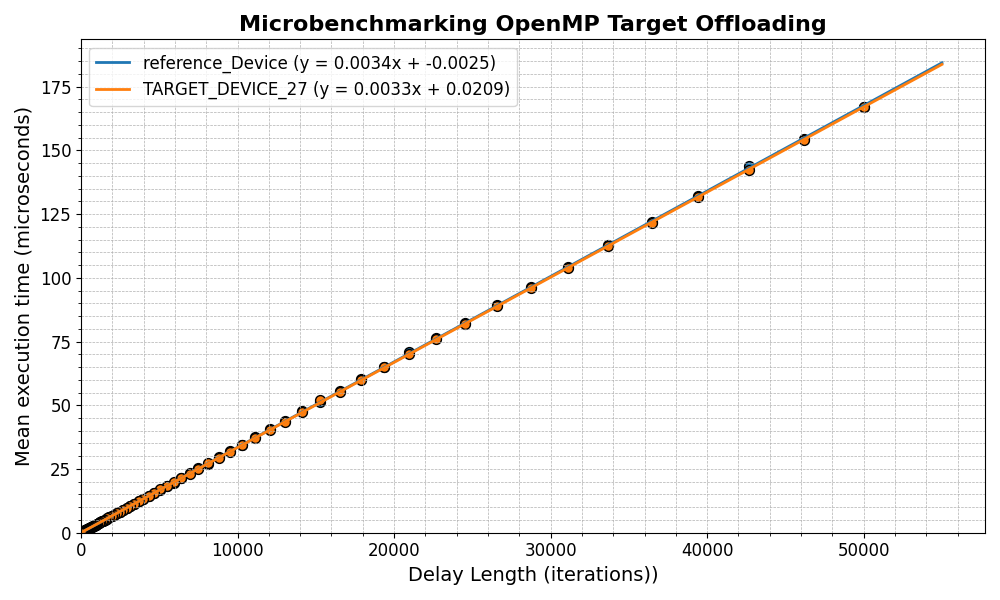 Microbenchmarking OpenMP Target Offloading
reference_Device (y = 0.0034x + -0.0025)
TARGET_DEVICE_27 (y = 0.0033x + 0.0209)
Mean execution time (microseconds)
175
150
125
100
75
50
25
0
0 10000 20000 30000 40000 50000
Delay Length (iterations))